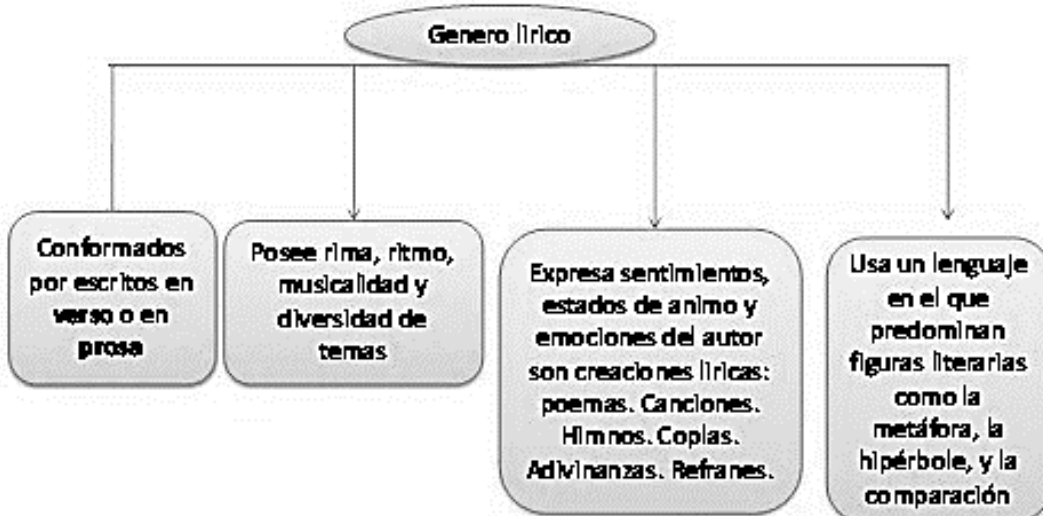 Genero lirico
Conformados
por escritos en
verso o en
prosa
Posee rima, ritmo,
musicalidad y
diversidad de
temas
Expresa sentimientos,
estados de animo y
emociones del autor
son creaciones liricas:
poemas. Canciones.
Himnos. Coplas.
Adivinanzas. Refranes.
Usa un lenguaje
en el que
predominan
figuras literarias
como la
metáfora, la
hipérbole, y la
comparación